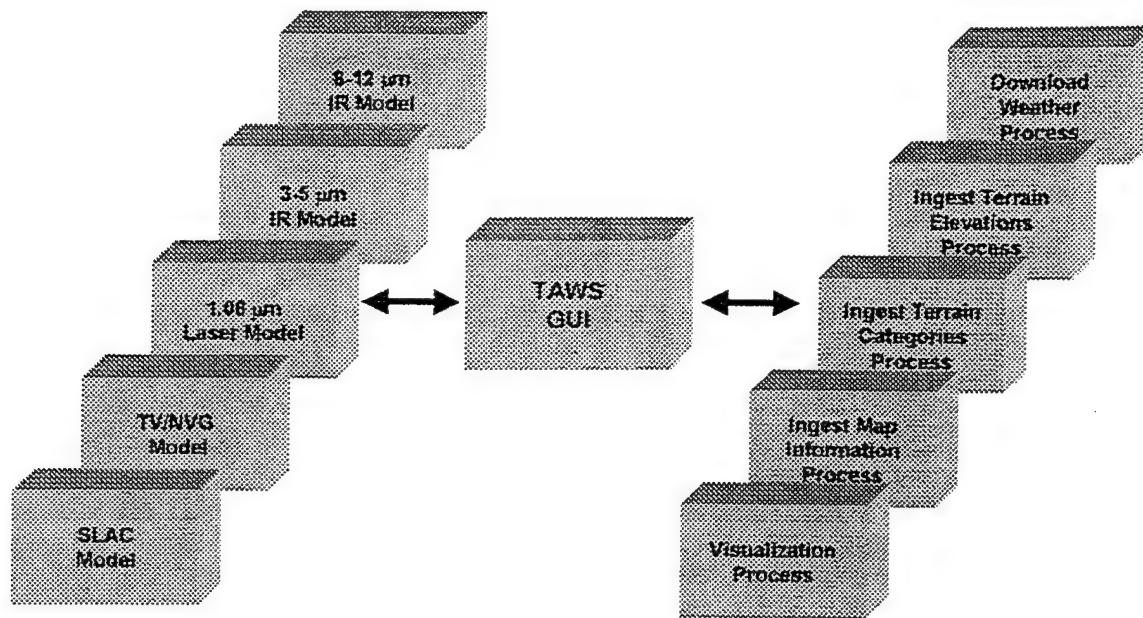 8-12 µm
IR Model
3-5 µm
IR Model
1.06 µm
Laser Model
TV/NVG
Model
SLAC
Model
TAWS
GUI
Download
Weather
Process
Ingest Terrain
Elevations
Process
Ingest Terrain
Categories
Process
Ingest Map
Information
Process
Visualization
Process